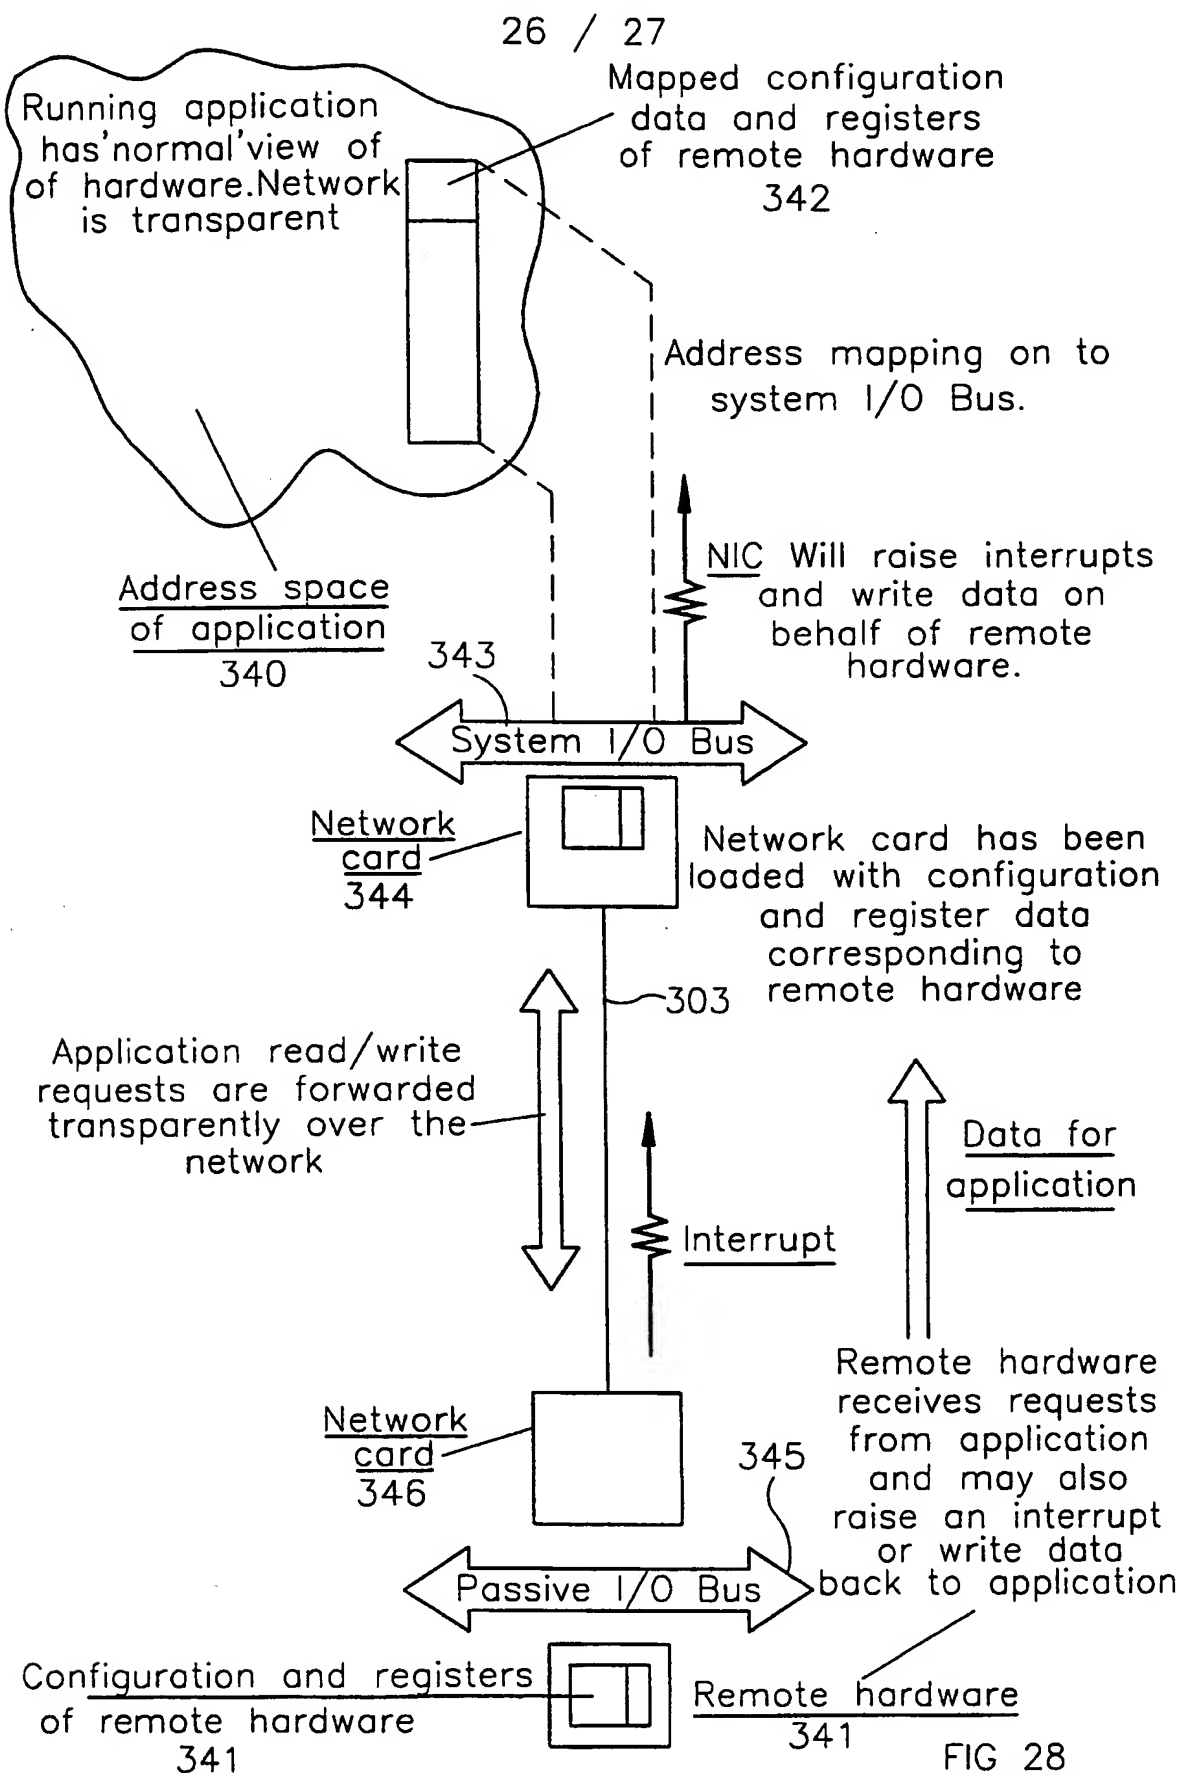 26 / 27
Running application
has'normal'view of
of hardware.Network
is transparent
Mapped configuration
data and registers
of remote hardware
342
Address mapping on to
system I/O Bus.
NIC Will raise interrupts
and write data on
behalf of remote
hardware.
Address space
of application
340
343
System I/O Bus
Network
card
344
Network card has been
loaded with configuration
and register data
corresponding to
remote hardware
303
Application read/write
requests are forwarded
transparently over the
network
Data for
application
Interrupt
Remote hardware
receives requests
from application
and may also
raise an interrupt
or write data
back to application
Network
card
346
345
Passive I/O Bus
Configuration and registers
of remote hardware
341
Remote hardware
341
FIG 28